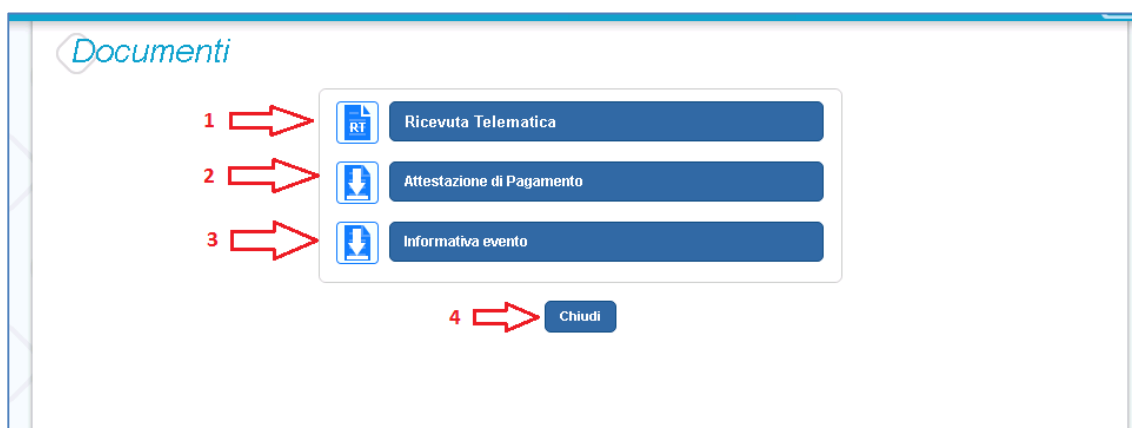 Documenti
1 RT Ricevuta Telematica
2 Attestazione di Pagamento
3 Informativa evento
4 Chiudi